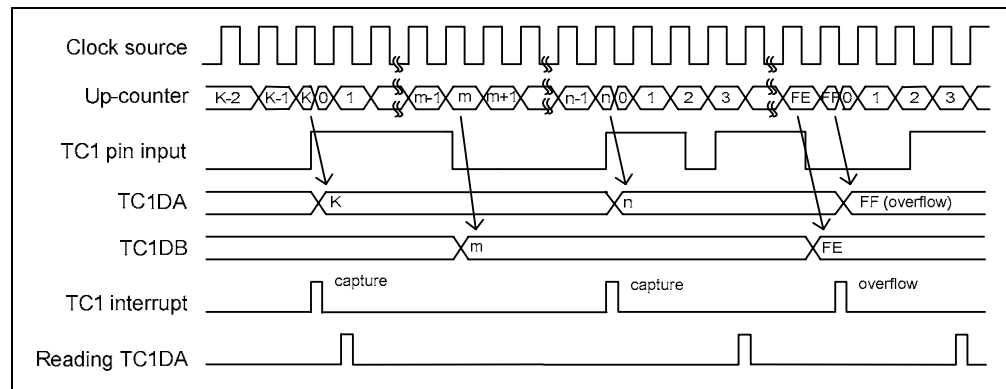 Clock source
Up-counter K-2 K-1 K 0 1 m-1 m m+1 n-1 n 0 1 2 3 FE FF 0 1 2 3
TC1 pin input
TC1DA K n FF (overflow)
TC1DB m FE
TC1 interrupt capture capture overflow
Reading TC1DA